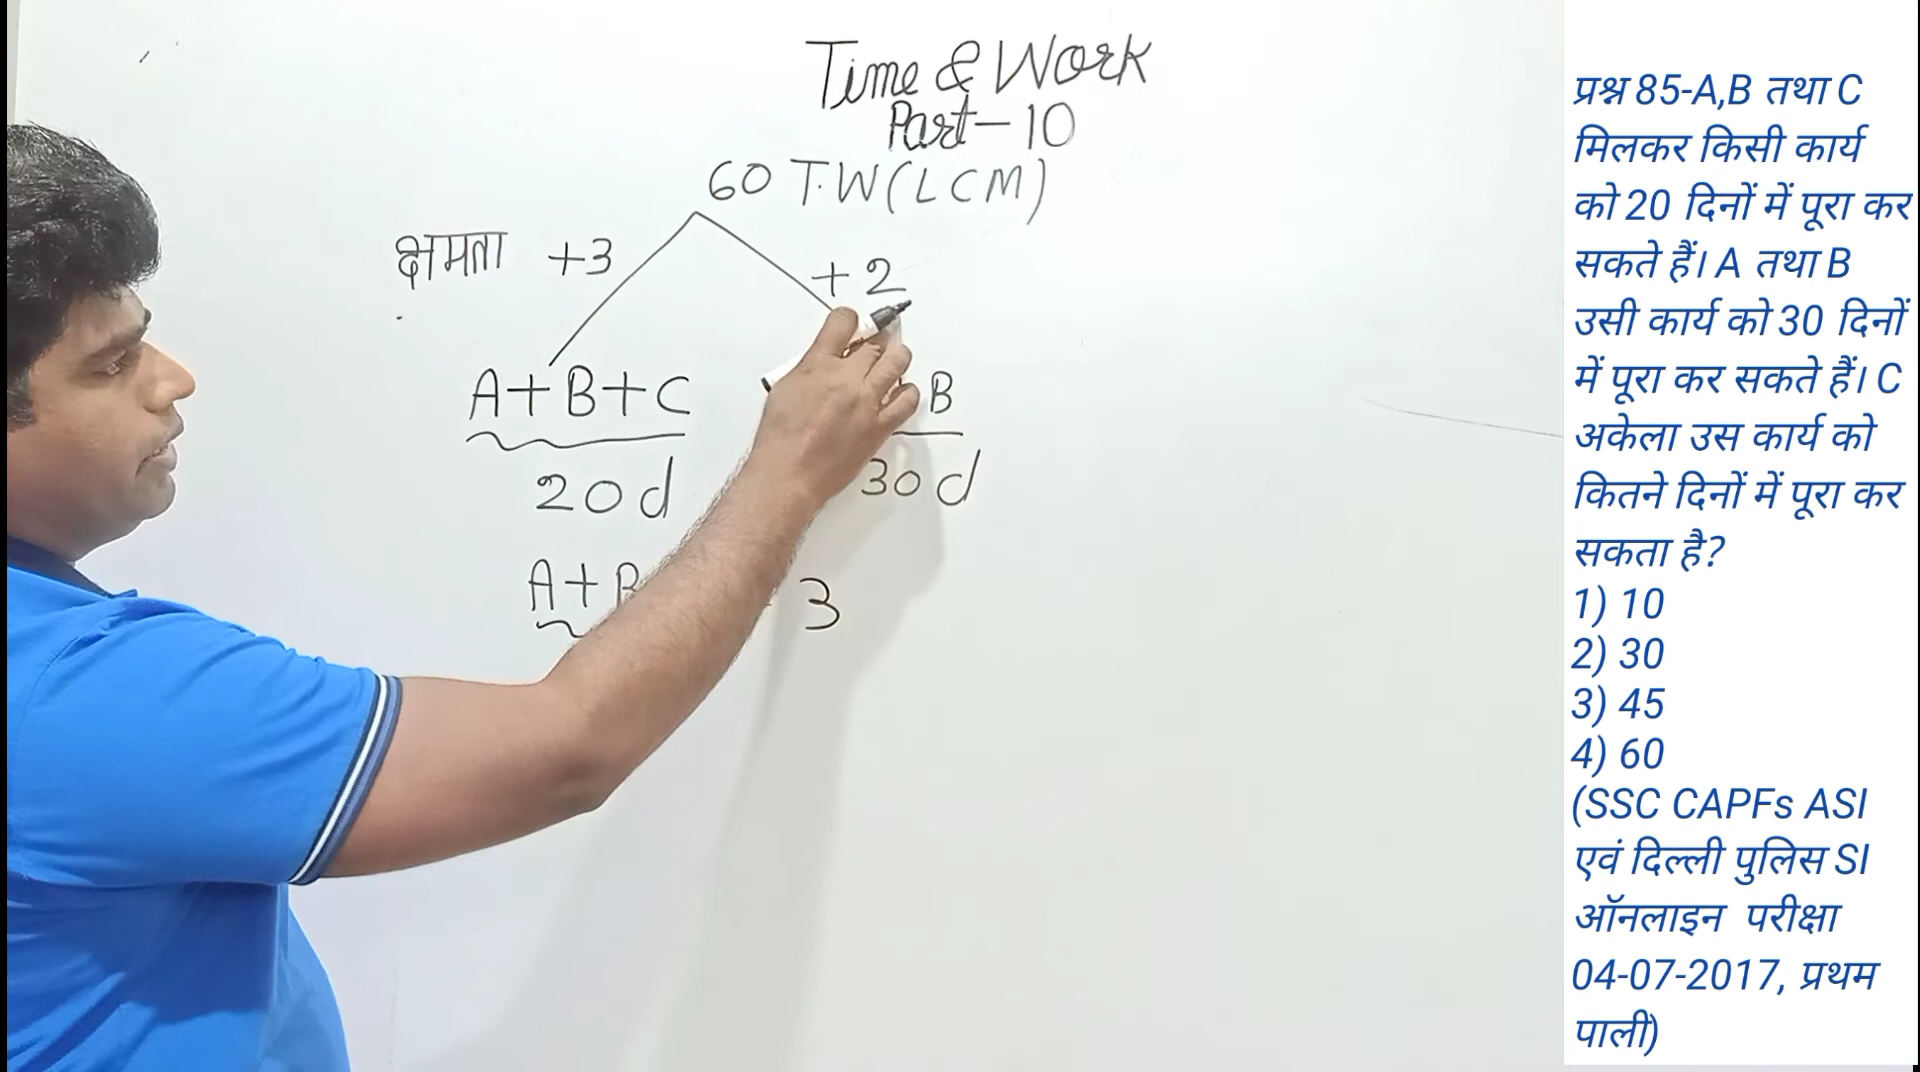 Time & Work
Part-10
60 T.W(LCM)
क्षमता +3
+2
A+B+C
B
20d
30d
A+B
3
प्रश्न 85-A,B तथा C
मिलकर किसी कार्य
को 20 दिनों में पूरा कर
सकते हैं। A तथा B
उसी कार्य को 30 दिनों
में पूरा कर सकते हैं। C
अकेला उस कार्य को
कितने दिनों में पूरा कर
सकता है?
1) 10
2) 30
3) 45
4) 60
(SSC CAPFs ASI
एवं दिल्ली पुलिस SI
ऑनलाइन परीक्षा
04-07-2017, प्रथम
पाली)